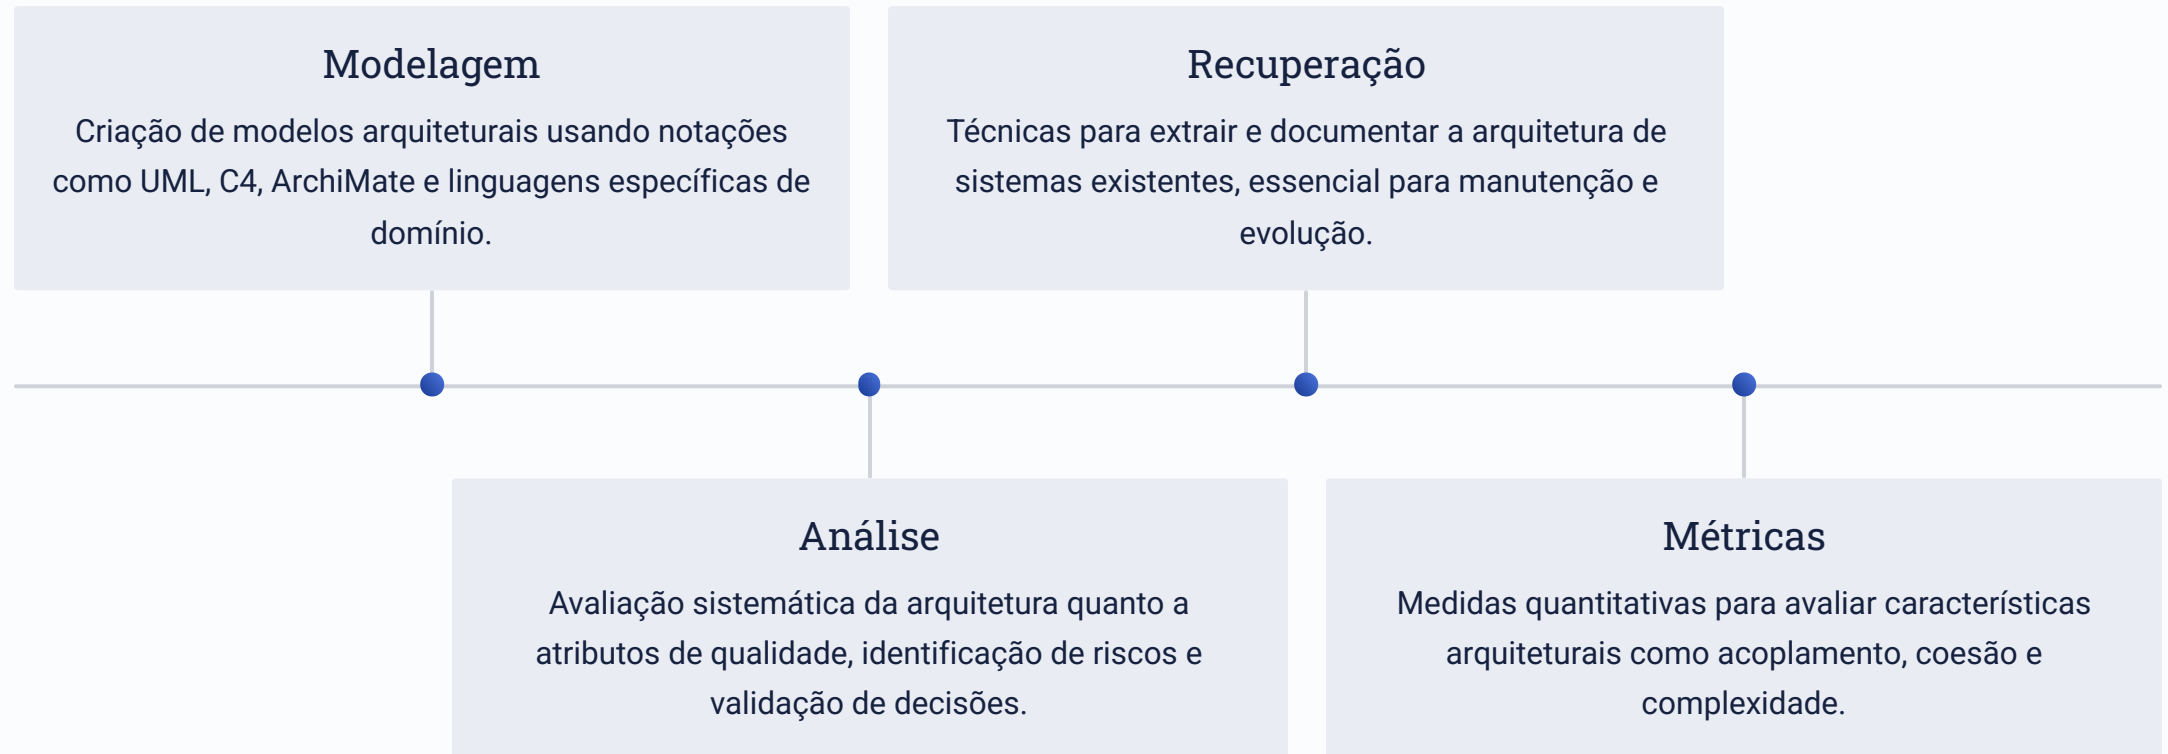 Modelagem
Criação de modelos arquiteturais usando notações
como UML, C4, ArchiMate e linguagens específicas de
domínio.
Recuperação
Técnicas para extrair e documentar a arquitetura de
sistemas existentes, essencial para manutenção e
evolução.
Análise
Avaliação sistemática da arquitetura quanto a
atributos de qualidade, identificação de riscos e
validação de decisões.
Métricas
Medidas quantitativas para avaliar características
arquiteturais como acoplamento, coesão e
complexidade.